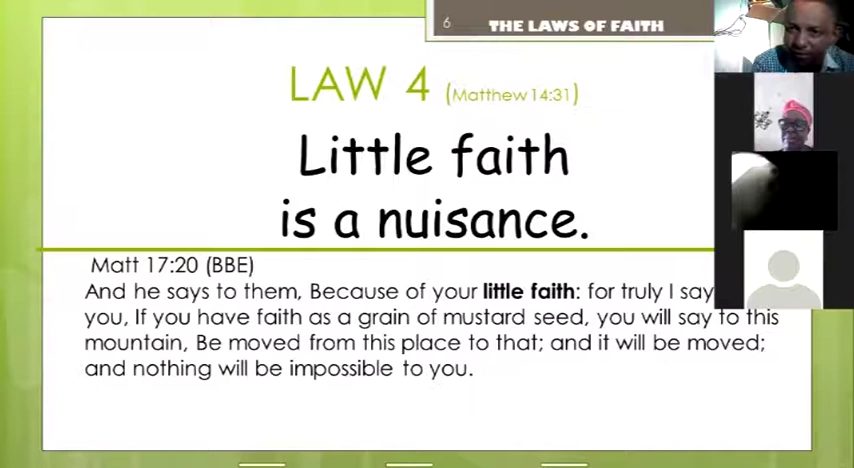 6 THE LAWS OF FAITH
LAW 4 (Matthew 14:31)
Little faith
is a nuisance.
Matt 17:20 (BBE)
And he says to them, Because of your little faith: for truly I say
you, If you have faith as a grain of mustard seed, you will say to this
mountain, Be moved from this place to that; and it will be moved;
and nothing will be impossible to you.